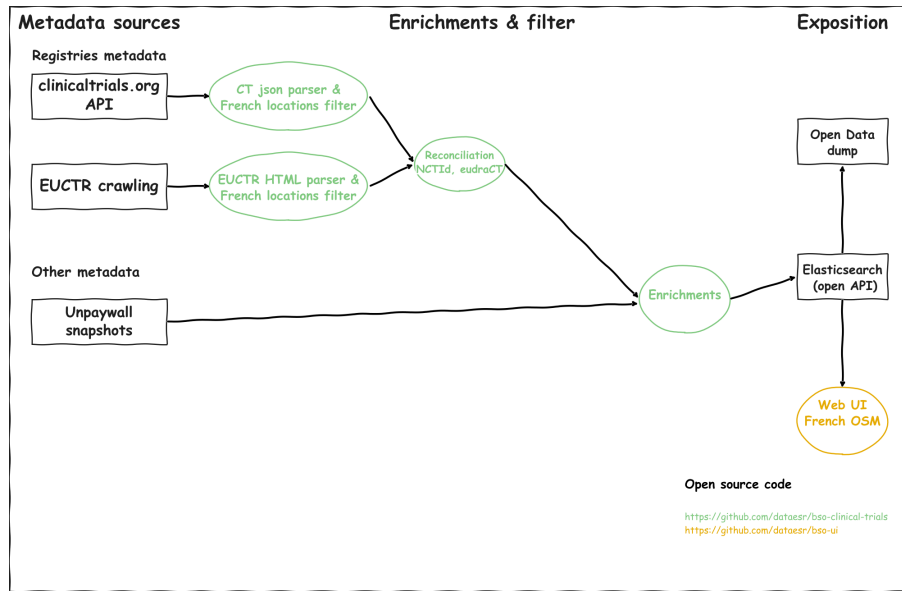 Metadata sources
Enrichments & filter
Exposition
Registries metadata
clinicaltrials.org
API
CT json parser &
French locations filter
Reconciliation
NCTId, eudraCT
EUCTR crawling
EUCTR HTML parser &
French locations filter
Open Data
dump
Other metadata
Unpaywall
snapshots
Enrichments
Elasticsearch
(open API)
Web UI
French OSM
Open source code
https://github.com/dataesr/bso-clinical-trials
https://github.com/dataesr/bso-ui